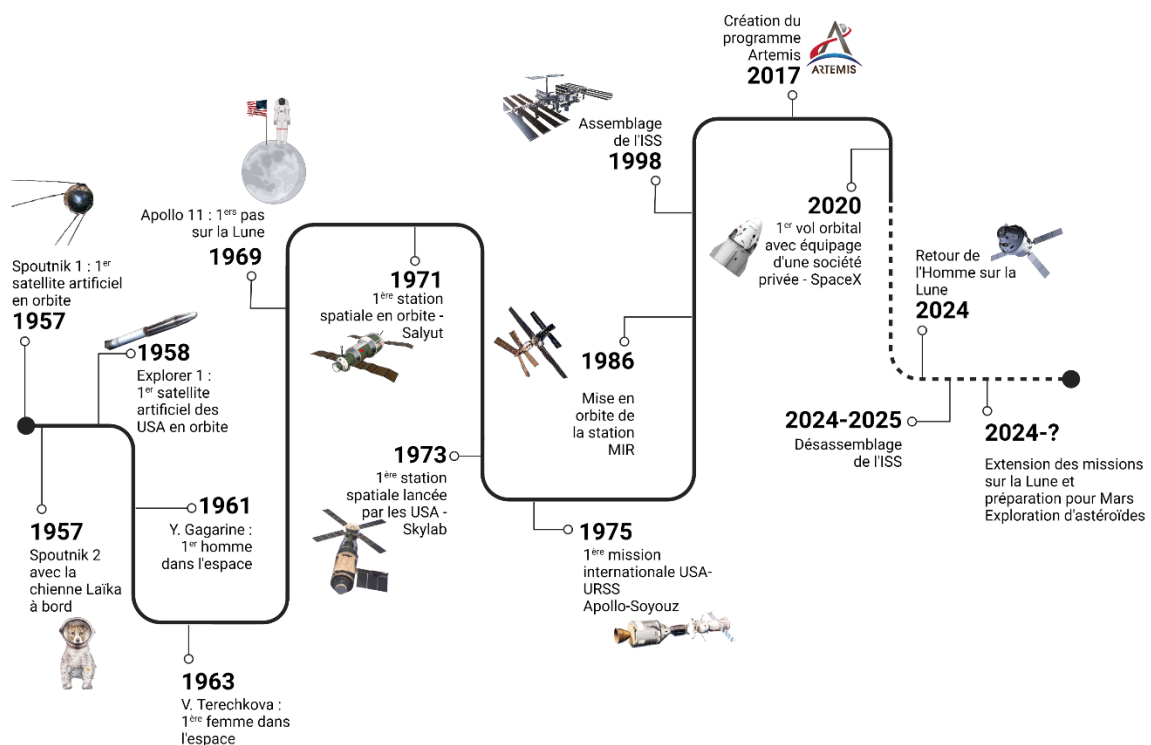 Spoutnik 1 : 1er
satellite artificiel
en orbite
1957
1957
Spoutnik 2
avec la
chienne Laïka
à bord
1958
Explorer 1 :
1er satellite
artificiel des
USA en orbite
1961
Y. Gagarine :
1er homme
dans l'espace
1963
V. Terechkova :
1ère femme dans
l'espace
Apollo 11 : 1ers pas
sur la Lune
1969
1971
1ère station
spatiale en orbite -
Salyut
1973
1ère station
spatiale lancée
par les USA -
Skylab
1975
1ère mission
internationale USA-
URSS
Apollo-Soyouz
1986
Mise en
orbite de
la station
MIR
Assemblage
de l'ISS
1998
Création du
programme
Artemis
2017
ARTEMIS
2020
1er vol orbital
avec équipage
d'une société
privée - SpaceX
Retour de
l'Homme sur la
Lune
2024
2024-2025
Désassemblage
de l'ISS
2024-?
Extension des missions
sur la Lune et
préparation pour Mars
Exploration d'astéroïdes